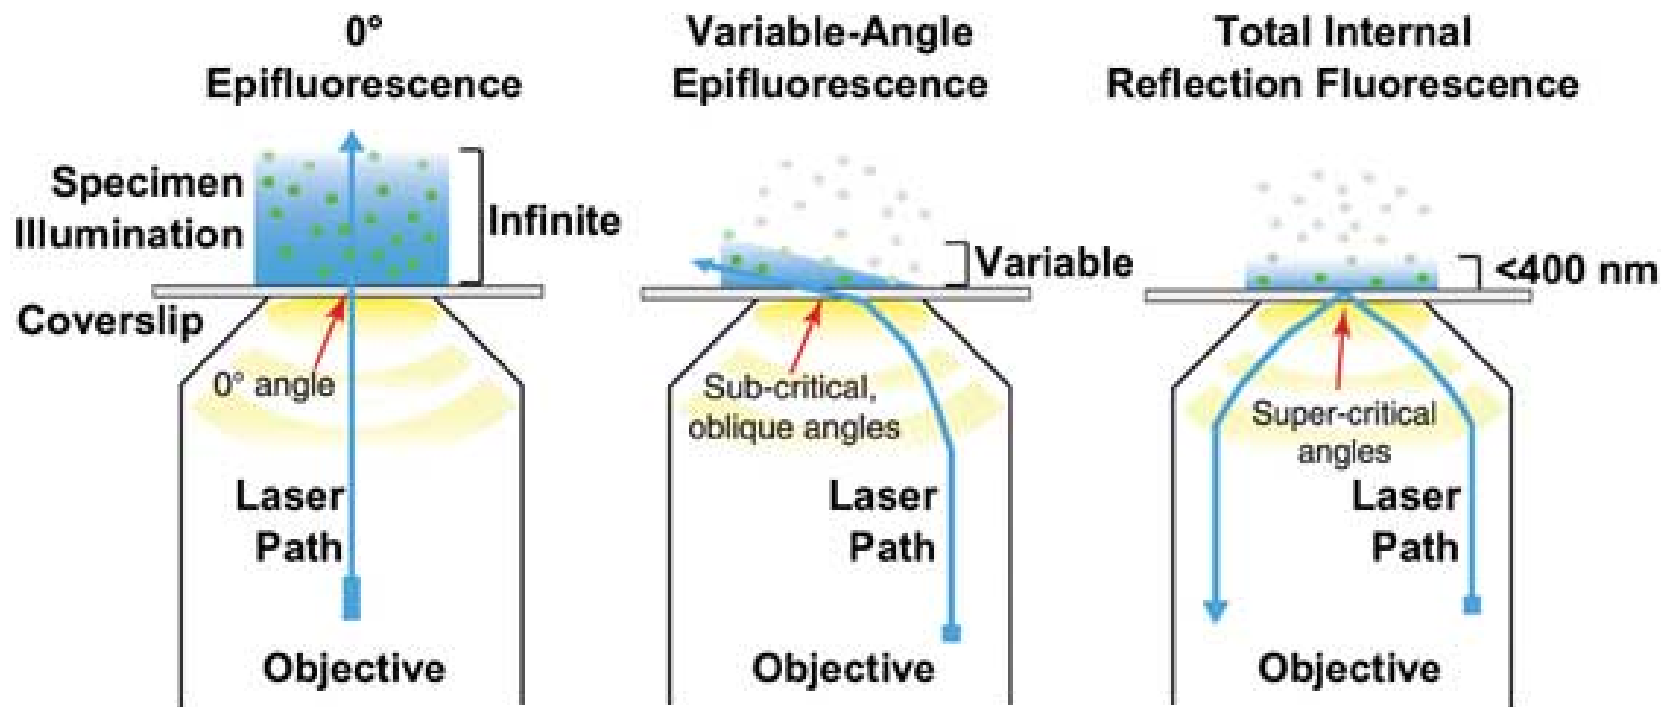 0°
Epifluorescence
Specimen
Illumination
Infinite
Coverslip
0° angle
Laser
Path
Objective
Variable-Angle
Epifluorescence
Variable
Sub-critical,
oblique angles
Laser
Path
Objective
Total Internal
Reflection Fluorescence
<400 nm
Super-critical
angles
Laser
Path
Objective